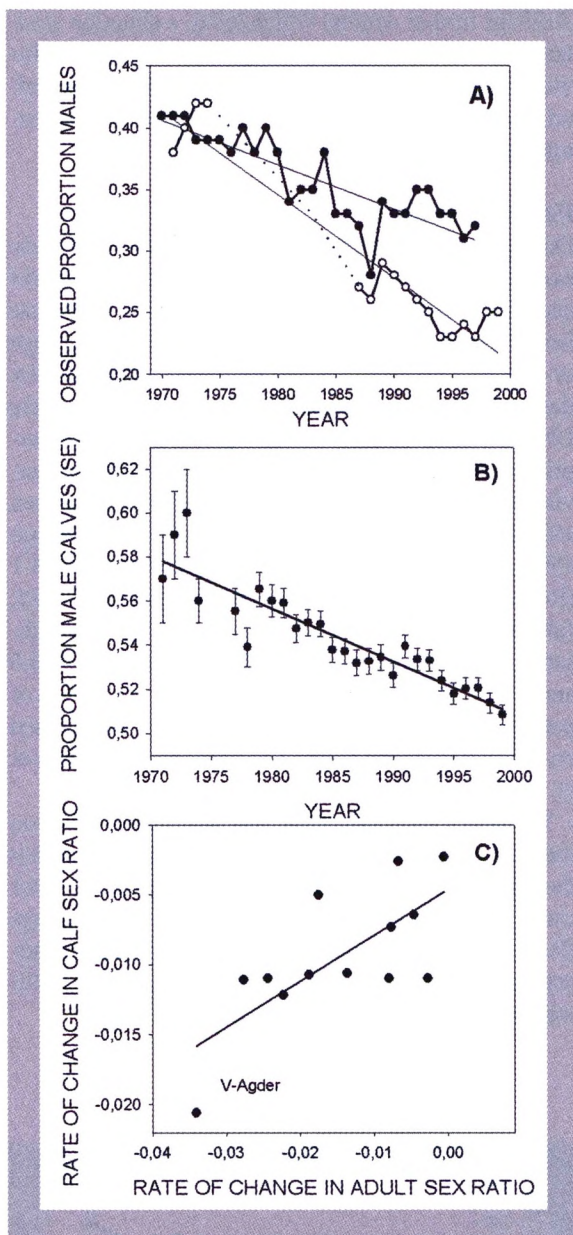 OBSERVED PROPORTION MALES
A)
0,45
0,40
0,35
0,30
0,25
0,20
1970 1975 1980 1985 1990 1995 2000
YEAR
PROPORTION MALE CALVES (SE)
B)
0,62
0,60
0,58
0,56
0,54
0,52
0,50
1970 1975 1980 1985 1990 1995 2000
YEAR
RATE OF CHANGE IN CALF SEX RATIO
C)
0,000
-0,005
-0,010
-0,015
-0,020
V-Agder
-0,04 -0,03 -0,02 -0,01 0,00
RATE OF CHANGE IN ADULT SEX RATIO